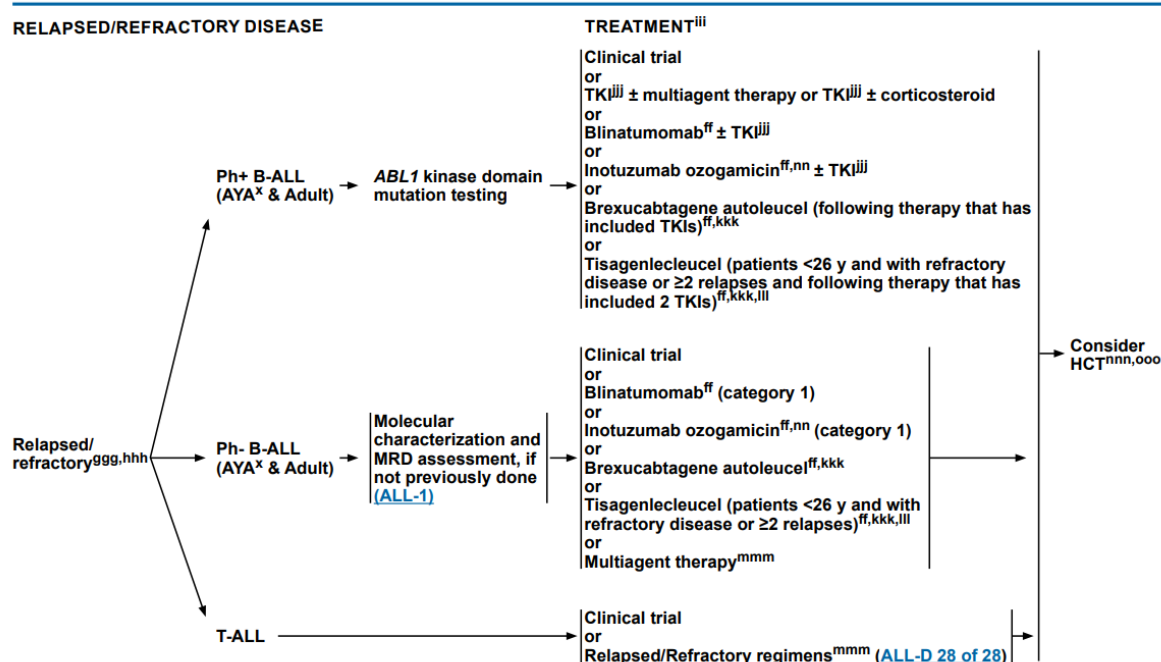 RELAPSED/REFRACTORY DISEASE
TREATMENTiii
Relapsed/
refractoryggg,hhh
Ph+ B-ALL
(AYAx & Adult)
ABL1 kinase domain
mutation testing
Clinical trial
or
TKIjjj ± multiagent therapy or TKIjjj ± corticosteroid
or
Blinatumomabff ± TKIjjj
or
Inotuzumab ozogamicinff,nn ± TKIjjj
or
Brexucabtagene autoleucel (following therapy that has
included TKIs)ff,kkk
or
Tisagenlecleucel (patients <26 y and with refractory
disease or ≥2 relapses and following therapy that has
included 2 TKIs)ff,kkk,lll
Ph- B-ALL
(AYAx & Adult)
Molecular
characterization and
MRD assessment, if
not previously done
(ALL-1)
Clinical trial
or
Blinatumomabff (category 1)
or
Inotuzumab ozogamicinff,nn (category 1)
or
Brexucabtagene autoleucelff,kkk
or
Tisagenlecleucel (patients <26 y and with
refractory disease or ≥2 relapses)ff,kkk,lll
or
Multiagent therapymmm
T-ALL
Clinical trial
or
Relapsed/Refractory regimensmmm (ALL-D 28 of 28)
Consider
HCTnnn,ooo